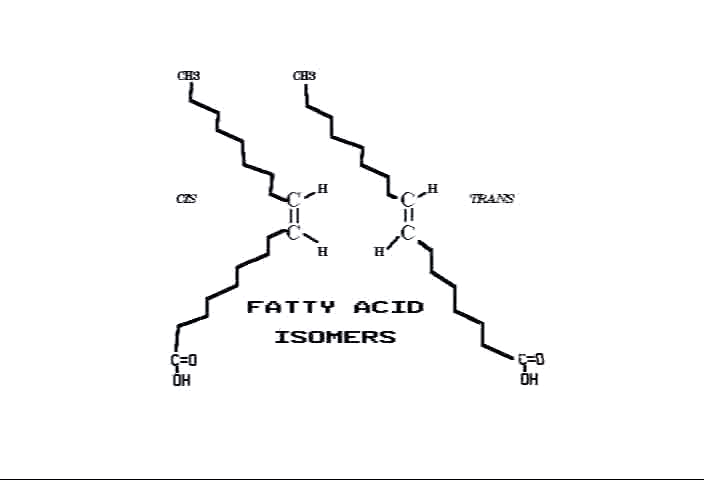 CH3 CH3
C H C H
CIS TRANS
C C
H H
FATTY ACID
ISOMERS
C=O C=O
OH OH